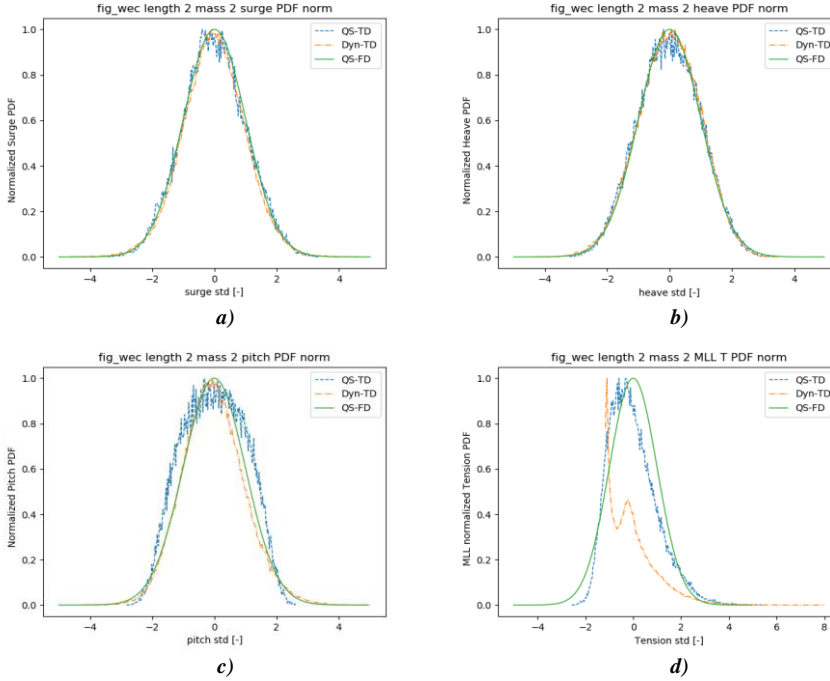 fig_wec length 2 mass 2 surge PDF norm
Normalized Surge PDF
1.0
0.8
0.6
0.4
0.2
0.0
QS-TD
Dyn-TD
QS-FD
−4 −2 0 2 4
surge std [-]
a)
fig_wec length 2 mass 2 heave PDF norm
Normalized Heave PDF
1.0
0.8
0.6
0.4
0.2
0.0
QS-TD
Dyn-TD
QS-FD
−4 −2 0 2 4
heave std [-]
b)
fig_wec length 2 mass 2 pitch PDF norm
Normalized Pitch PDF
1.0
0.8
0.6
0.4
0.2
0.0
QS-TD
Dyn-TD
QS-FD
−4 −2 0 2 4
pitch std [-]
c)
fig_wec length 2 mass 2 MLL T PDF norm
MLL normalized Tension PDF
1.0
0.8
0.6
0.4
0.2
0.0
QS-TD
Dyn-TD
QS-FD
−4 −2 0 2 4 6 8
Tension std [-]
d)